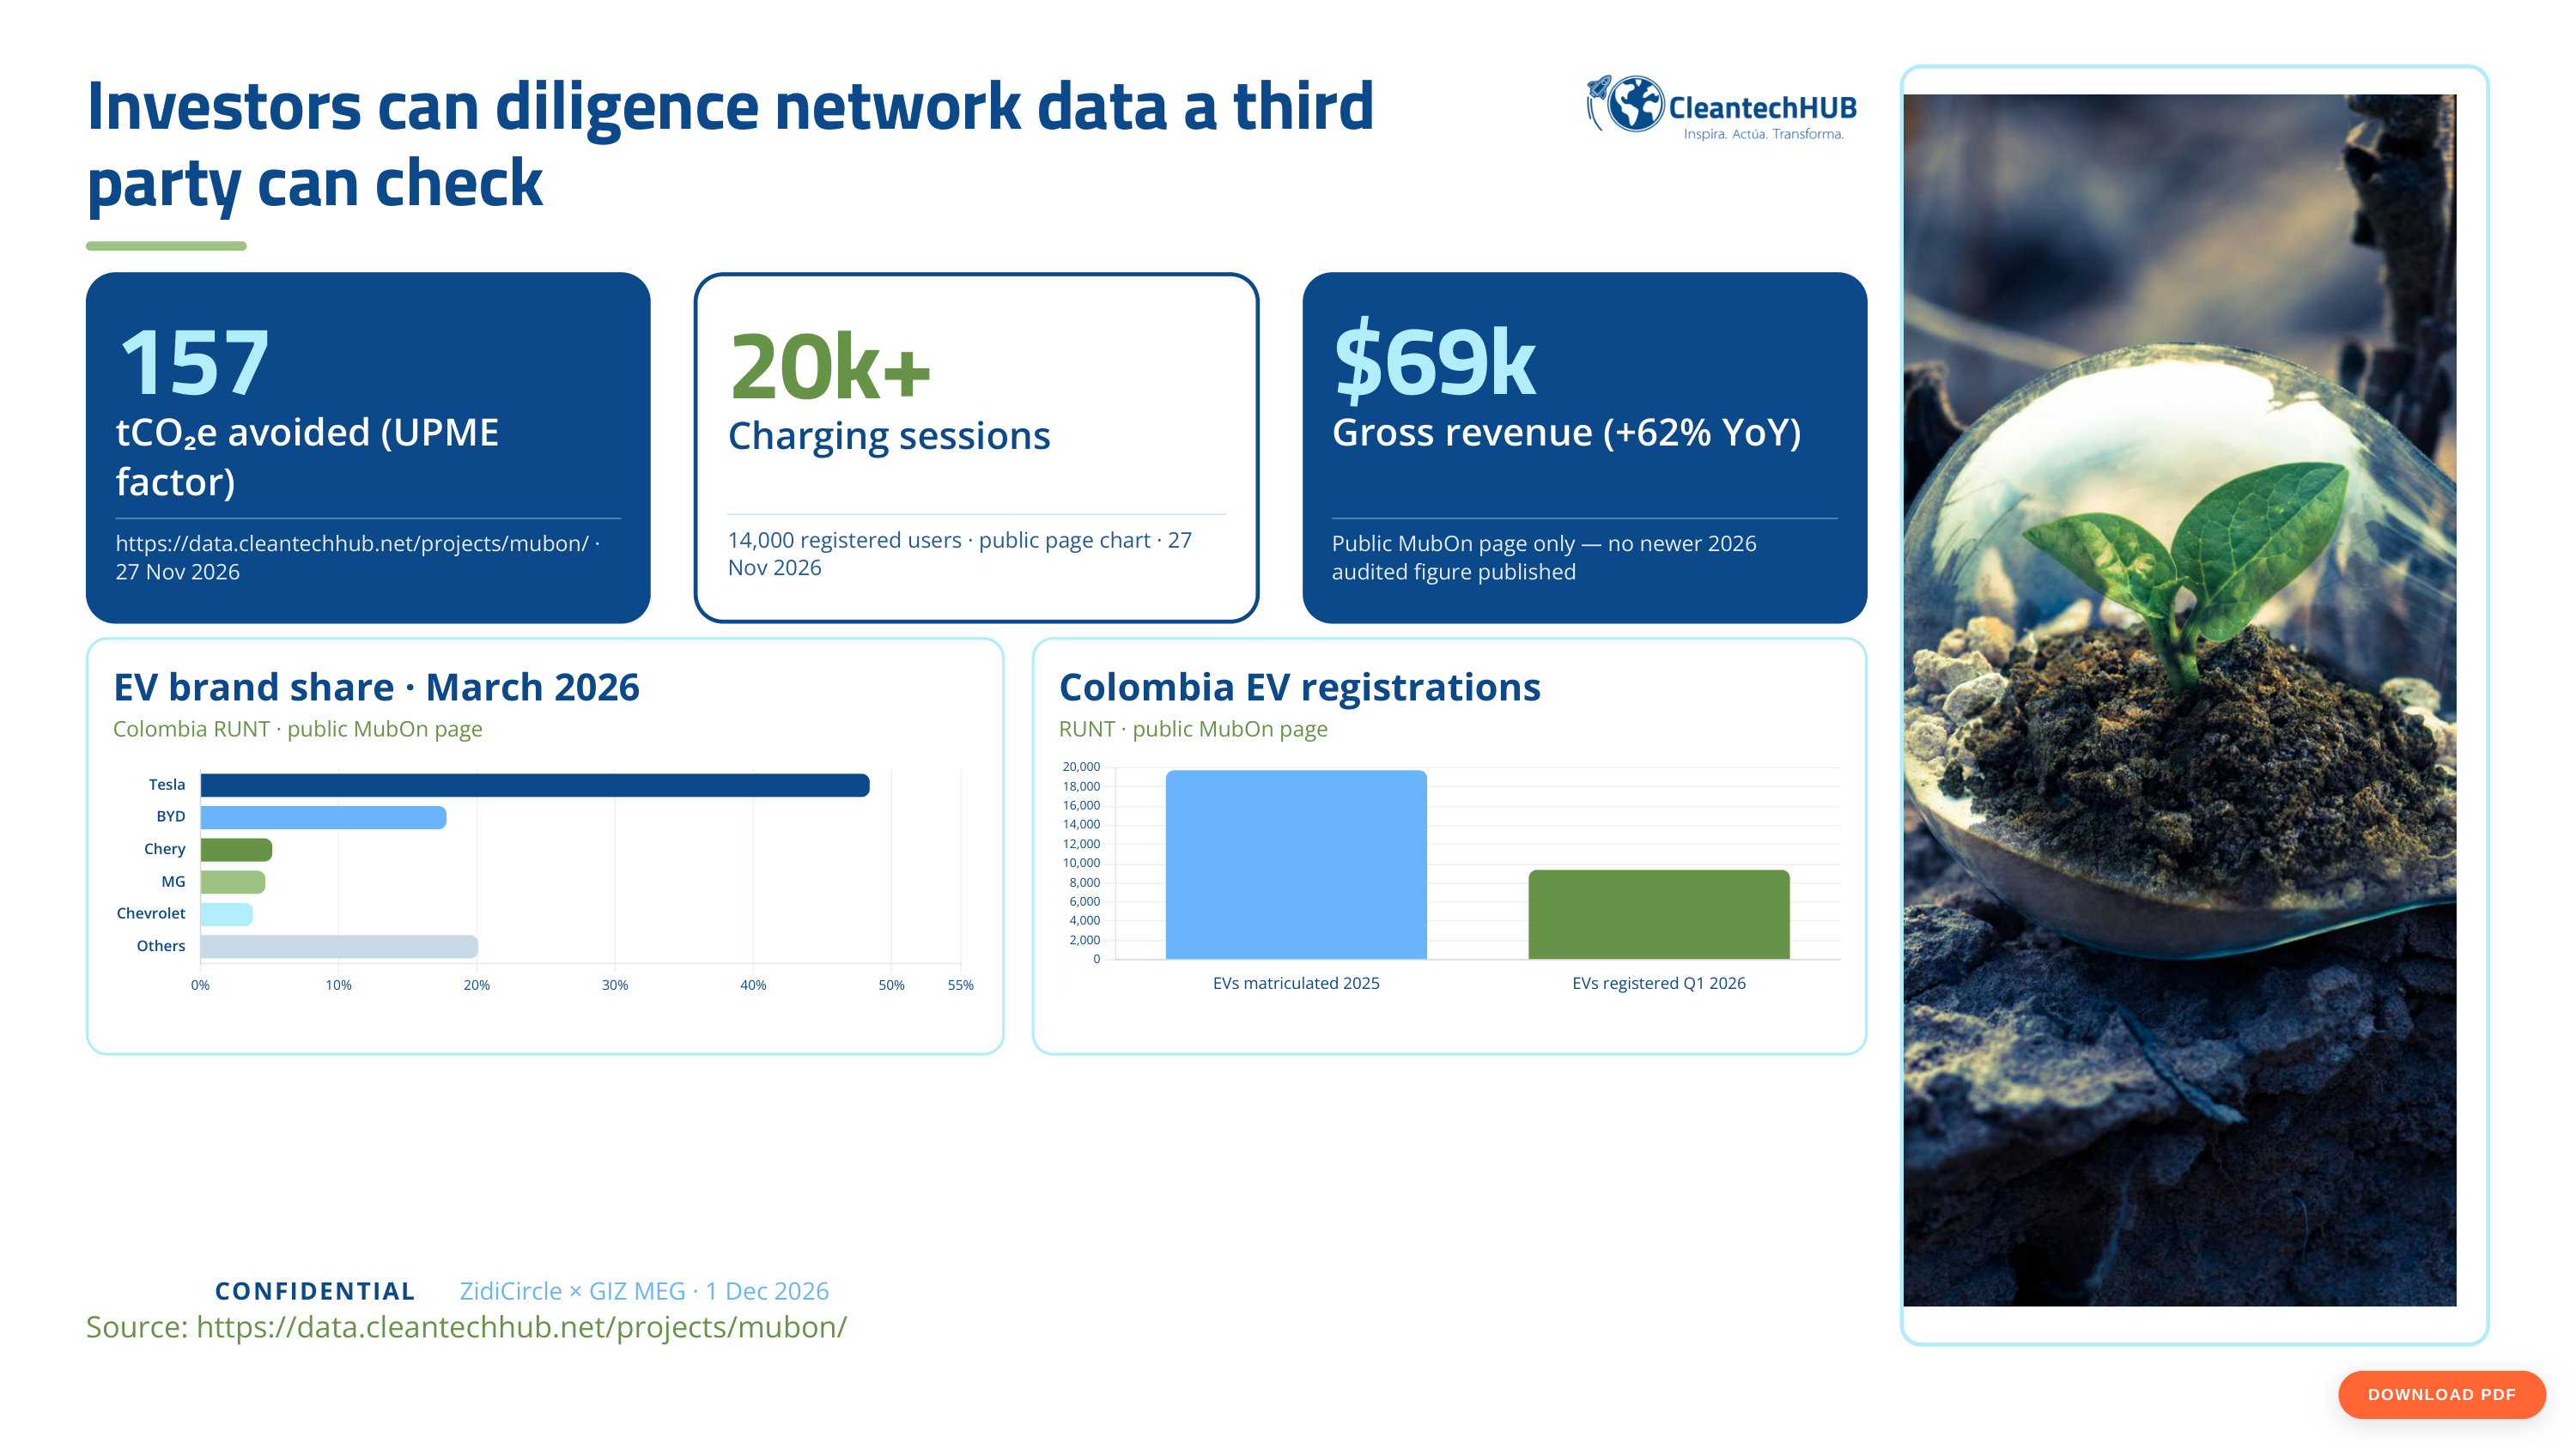 Investors can diligence network data a third
party can check
CleantechHUB
Inspira. Actúa. Transforma.
157
tCO₂e avoided (UPME
factor)
https://data.cleantechhub.net/projects/mubon/ ·
27 Nov 2026
20k+
Charging sessions
14,000 registered users · public page chart · 27
Nov 2026
$69k
Gross revenue (+62% YoY)
Public MubOn page only — no newer 2026
audited figure published
EV brand share · March 2026
Colombia RUNT · public MubOn page
Tesla
BYD
Chery
MG
Chevrolet
Others
0% 10% 20% 30% 40% 50% 55%
Colombia EV registrations
RUNT · public MubOn page
20,000
18,000
16,000
14,000
12,000
10,000
8,000
6,000
4,000
2,000
0
EVs matriculated 2025 EVs registered Q1 2026
CONFIDENTIAL ZidiCircle × GIZ MEG · 1 Dec 2026
Source: https://data.cleantechhub.net/projects/mubon/
DOWNLOAD PDF